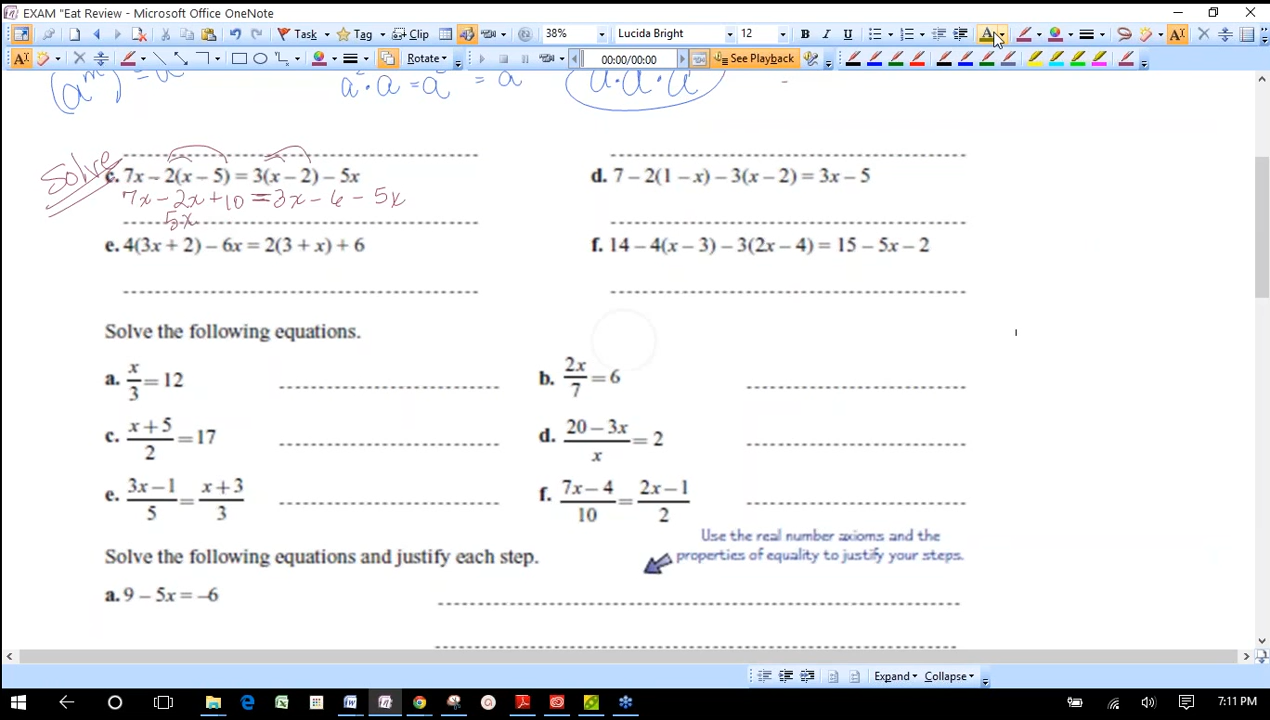 EXAM "Eat Review - Microsoft Office OneNote
Task Tag Clip 38% Lucida Bright 12 B I U
Rotate 00:00/00:00 See Playback
Solve
c. 7x – 2(x – 5) = 3(x – 2) – 5x
7x – 2x + 10 = 3x – 6 – 5x
5x
d. 7 – 2(1 – x) – 3(x – 2) = 3x – 5
e. 4(3x + 2) – 6x = 2(3 + x) + 6
f. 14 – 4(x – 3) – 3(2x – 4) = 15 – 5x – 2
Solve the following equations.
a. x/3 = 12
b. 2x/7 = 6
c. x + 5/2 = 17
d. 20 – 3x/x = 2
e. 3x – 1/5 = x + 3/3
f. 7x – 4/10 = 2x – 1/2
Use the real number axioms and the
properties of equality to justify your steps.
Solve the following equations and justify each step.
a. 9 – 5x = –6
Expand Collapse
7:11 PM